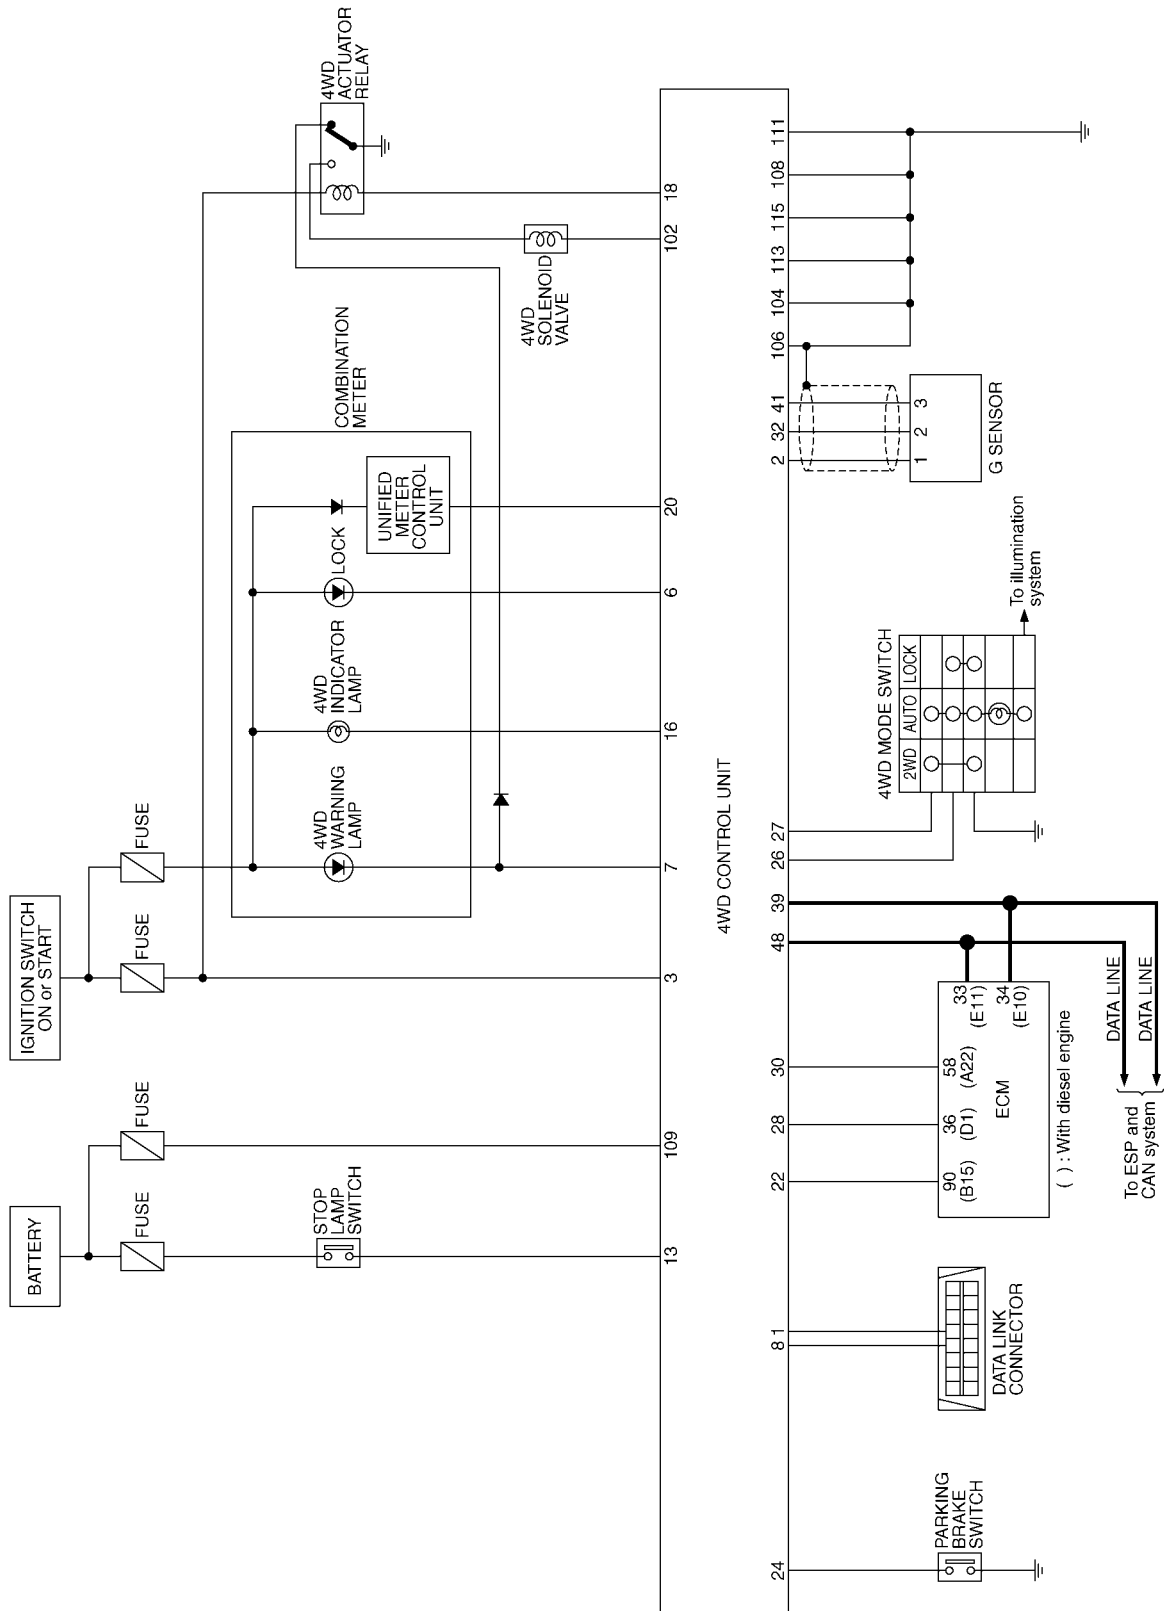 BATTERY
IGNITION SWITCH
ON or START
FUSE
FUSE
FUSE
FUSE
STOP
LAMP
SWITCH
4WD
WARNING
LAMP
4WD
INDICATOR
LAMP
LOCK
UNIFIED
METER
CONTROL
UNIT
COMBINATION
METER
4WD
ACTUATOR
RELAY
4WD
SOLENOID
VALVE
13
109
3
7
16
6
20
102
18
4WD CONTROL UNIT
24
8
1
22
28
30
48
39
26
27
2
32
41
106
104
113
115
108
111
PARKING
BRAKE
SWITCH
DATA LINK
CONNECTOR
90
(B15)
36
(D1)
58
(A22)
33
(E11)
34
(E10)
ECM
( ) : With diesel engine
DATA LINE
DATA LINE
To ESP and
CAN system
4WD MODE SWITCH
2WD
AUTO
LOCK
To illumination
system
1
2
3
G SENSOR